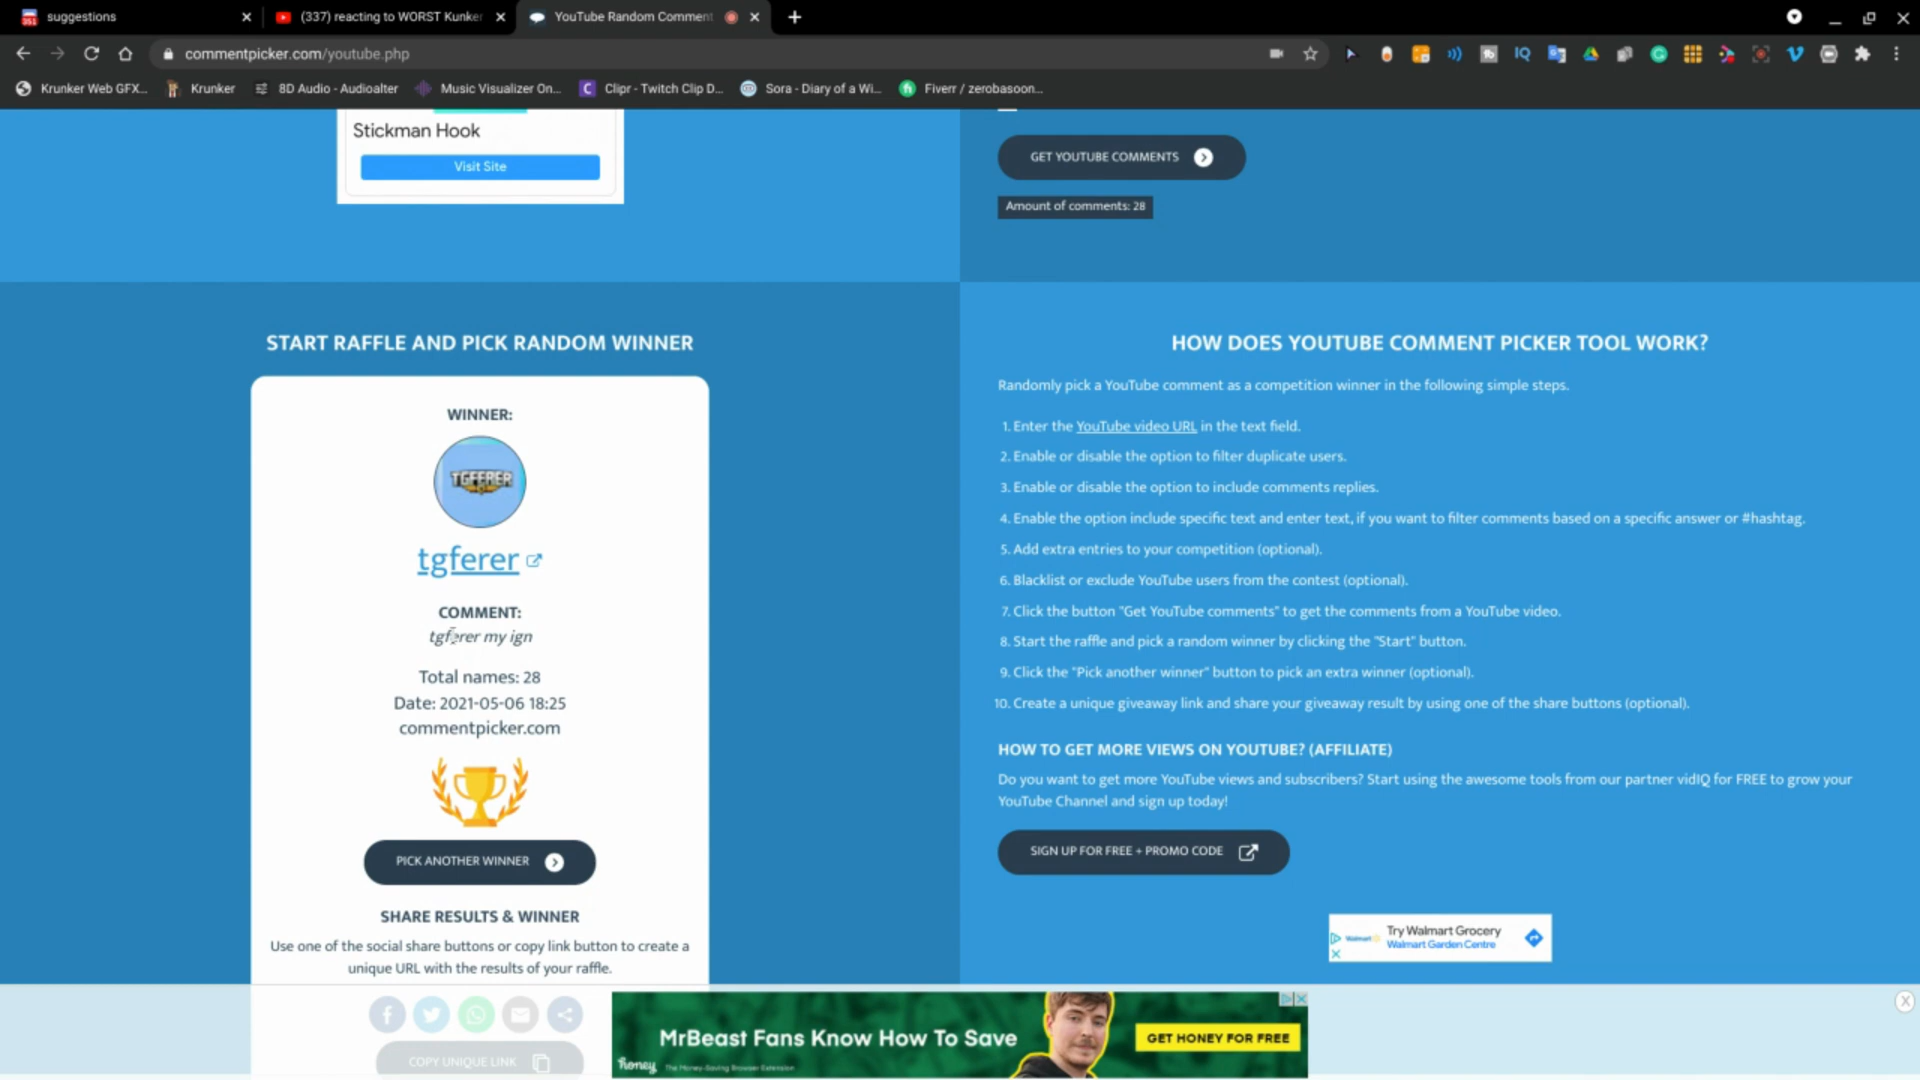 suggestions
(337) reacting to WORST Kunker
YouTube Random Comment
commentpicker.com/youtube.php
Krunker Web GFX...
Krunker
8D Audio - Audioalter
Music Visualizer On...
Clipr - Twitch Clip D...
Sora - Diary of a Wi...
Fiverr / zerobasoon...
Stickman Hook
Visit Site
GET YOUTUBE COMMENTS
Amount of comments: 28
START RAFFLE AND PICK RANDOM WINNER
WINNER:
TGFERER
tgferer
COMMENT:
tgferer my ign
Total names: 28
Date: 2021-05-06 18:25
commentpicker.com
PICK ANOTHER WINNER
SHARE RESULTS & WINNER
Use one of the social share buttons or copy link button to create a
unique URL with the results of your raffle.
COPY UNIQUE LINK
HOW DOES YOUTUBE COMMENT PICKER TOOL WORK?
Randomly pick a YouTube comment as a competition winner in the following simple steps.
1. Enter the YouTube video URL in the text field.
2. Enable or disable the option to filter duplicate users.
3. Enable or disable the option to include comments replies.
4. Enable the option include specific text and enter text, if you want to filter comments based on a specific answer or #hashtag.
5. Add extra entries to your competition (optional).
6. Blacklist or exclude YouTube users from the contest (optional).
7. Click the button "Get YouTube comments" to get the comments from a YouTube video.
8. Start the raffle and pick a random winner by clicking the "Start" button.
9. Click the "Pick another winner" button to pick an extra winner (optional).
10. Create a unique giveaway link and share your giveaway result by using one of the share buttons (optional).
HOW TO GET MORE VIEWS ON YOUTUBE? (AFFILIATE)
Do you want to get more YouTube views and subscribers? Start using the awesome tools from our partner vidIQ for FREE to grow your
YouTube Channel and sign up today!
SIGN UP FOR FREE + PROMO CODE
Walmart
Try Walmart Grocery
Walmart Garden Centre
MrBeast Fans Know How To Save
honey
The Money-Saving Browser Extension
GET HONEY FOR FREE